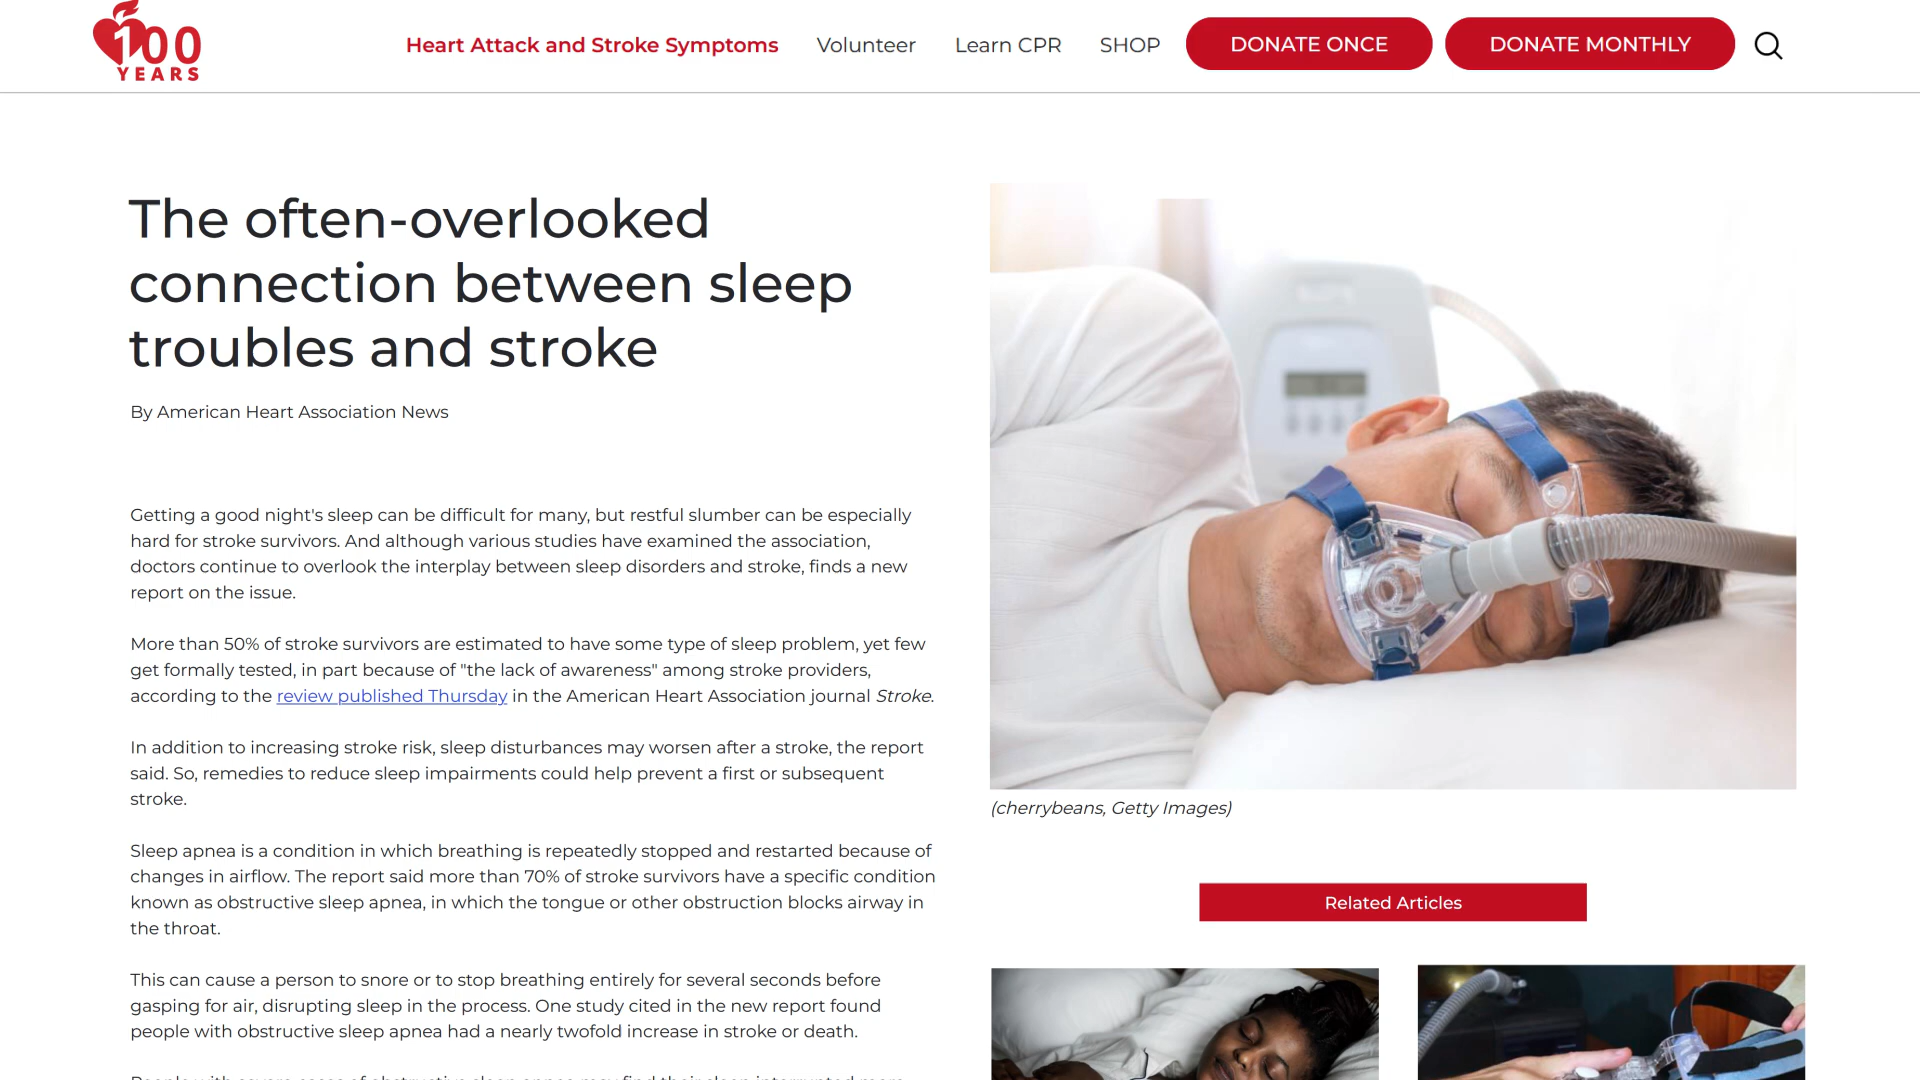 100
YEARS
Heart Attack and Stroke Symptoms
Volunteer
Learn CPR
SHOP
DONATE ONCE
DONATE MONTHLY
The often-overlooked
connection between sleep
troubles and stroke
By American Heart Association News
Getting a good night's sleep can be difficult for many, but restful slumber can be especially
hard for stroke survivors. And although various studies have examined the association,
doctors continue to overlook the interplay between sleep disorders and stroke, finds a new
report on the issue.
More than 50% of stroke survivors are estimated to have some type of sleep problem, yet few
get formally tested, in part because of "the lack of awareness" among stroke providers,
according to the review published Thursday in the American Heart Association journal Stroke.
In addition to increasing stroke risk, sleep disturbances may worsen after a stroke, the report
said. So, remedies to reduce sleep impairments could help prevent a first or subsequent
stroke.
Sleep apnea is a condition in which breathing is repeatedly stopped and restarted because of
changes in airflow. The report said more than 70% of stroke survivors have a specific condition
known as obstructive sleep apnea, in which the tongue or other obstruction blocks airway in
the throat.
This can cause a person to snore or to stop breathing entirely for several seconds before
gasping for air, disrupting sleep in the process. One study cited in the new report found
people with obstructive sleep apnea had a nearly twofold increase in stroke or death.
(cherrybeans, Getty Images)
Related Articles